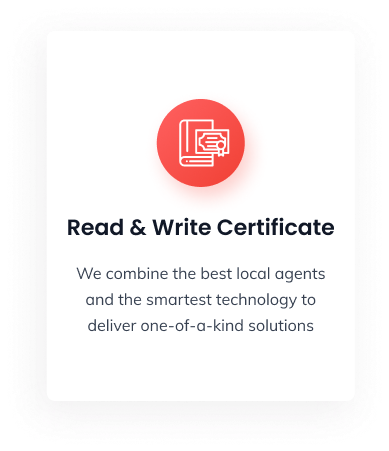 Read & Write Certificate
We combine the best local agents
and the smartest technology to
deliver one-of-a-kind solutions